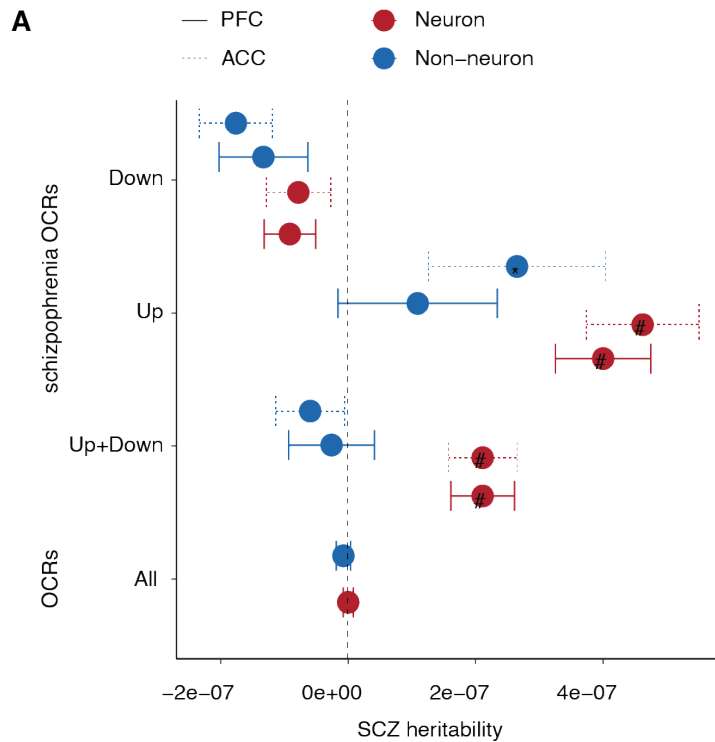 A
PFC
Neuron
ACC
Non–neuron
schizpophrenia OCRs
OCRs
Down
Up
Up+Down
All
*
#
#
#
#
−2e−07
0e+00
2e−07
4e−07
SCZ heritability